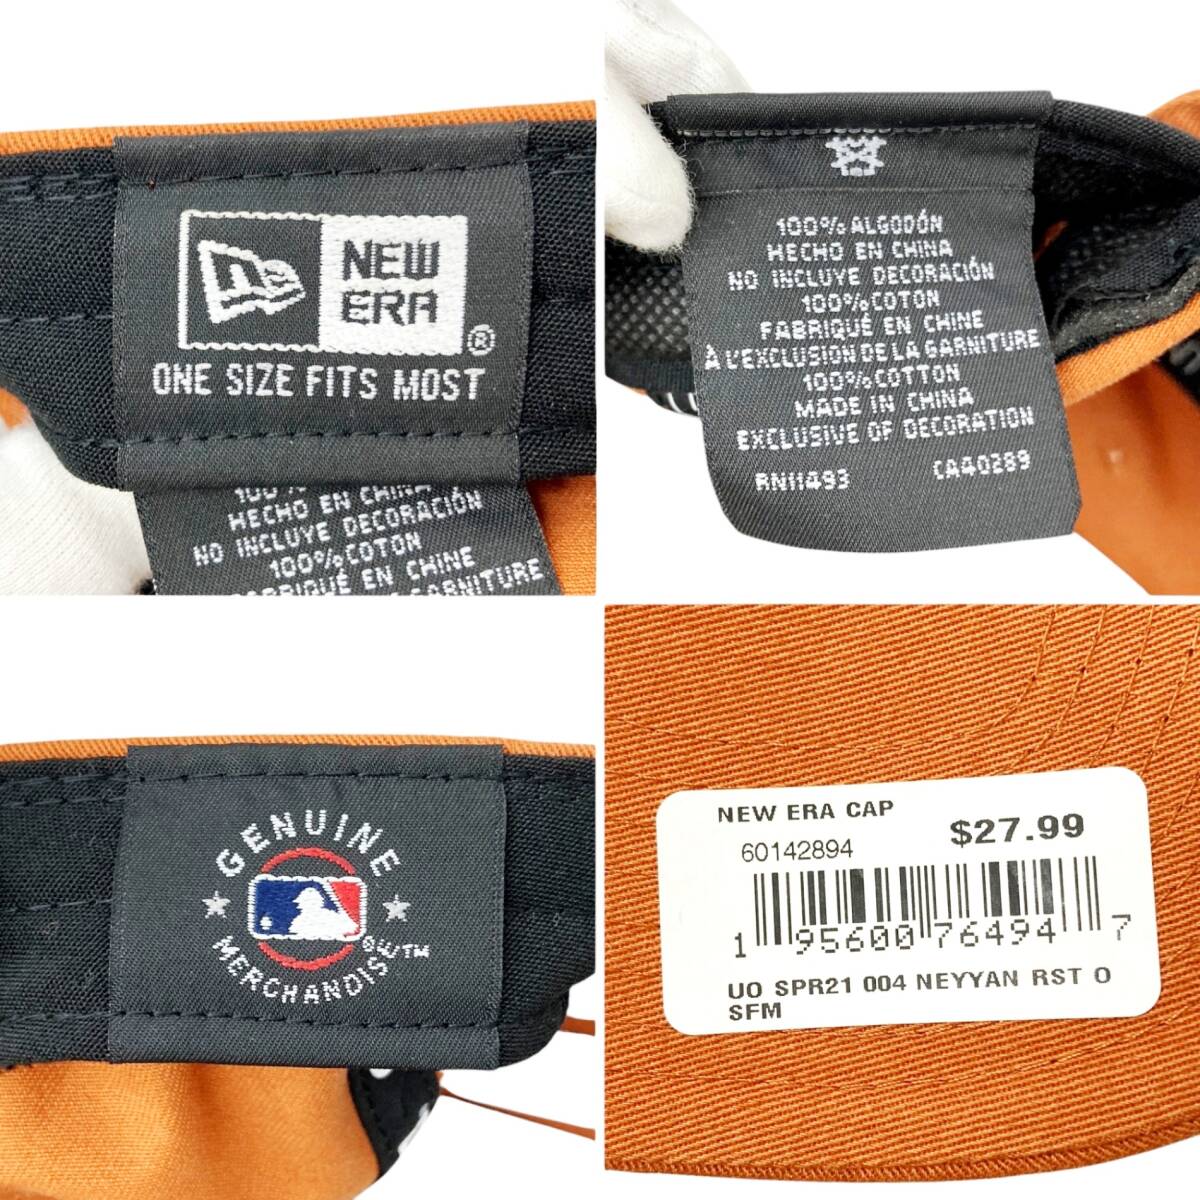 NEW
ERA
®
ONE SIZE FITS MOST
HECHO EN CHINA
NO INCLUYE DECORACIÓN
100% COTON
EN CHINE
GARNITURE
100% ALGODÓN
HECHO EN CHINA
NO INCLUYE DECORACIÓN
100% COTON
FABRIQUÉ EN CHINE
À L'EXCLUSION DE LA GARNITURE
100% COTTON
MADE IN CHINA
EXCLUSIVE OF DECORATION
RN11493 CA40289
GENUINE
MERCHANDISE
TM
NEW ERA CAP
$27.99
60142894
1 95600 76494 7
UO SPR21 004 NEYYAN RST O
SFM